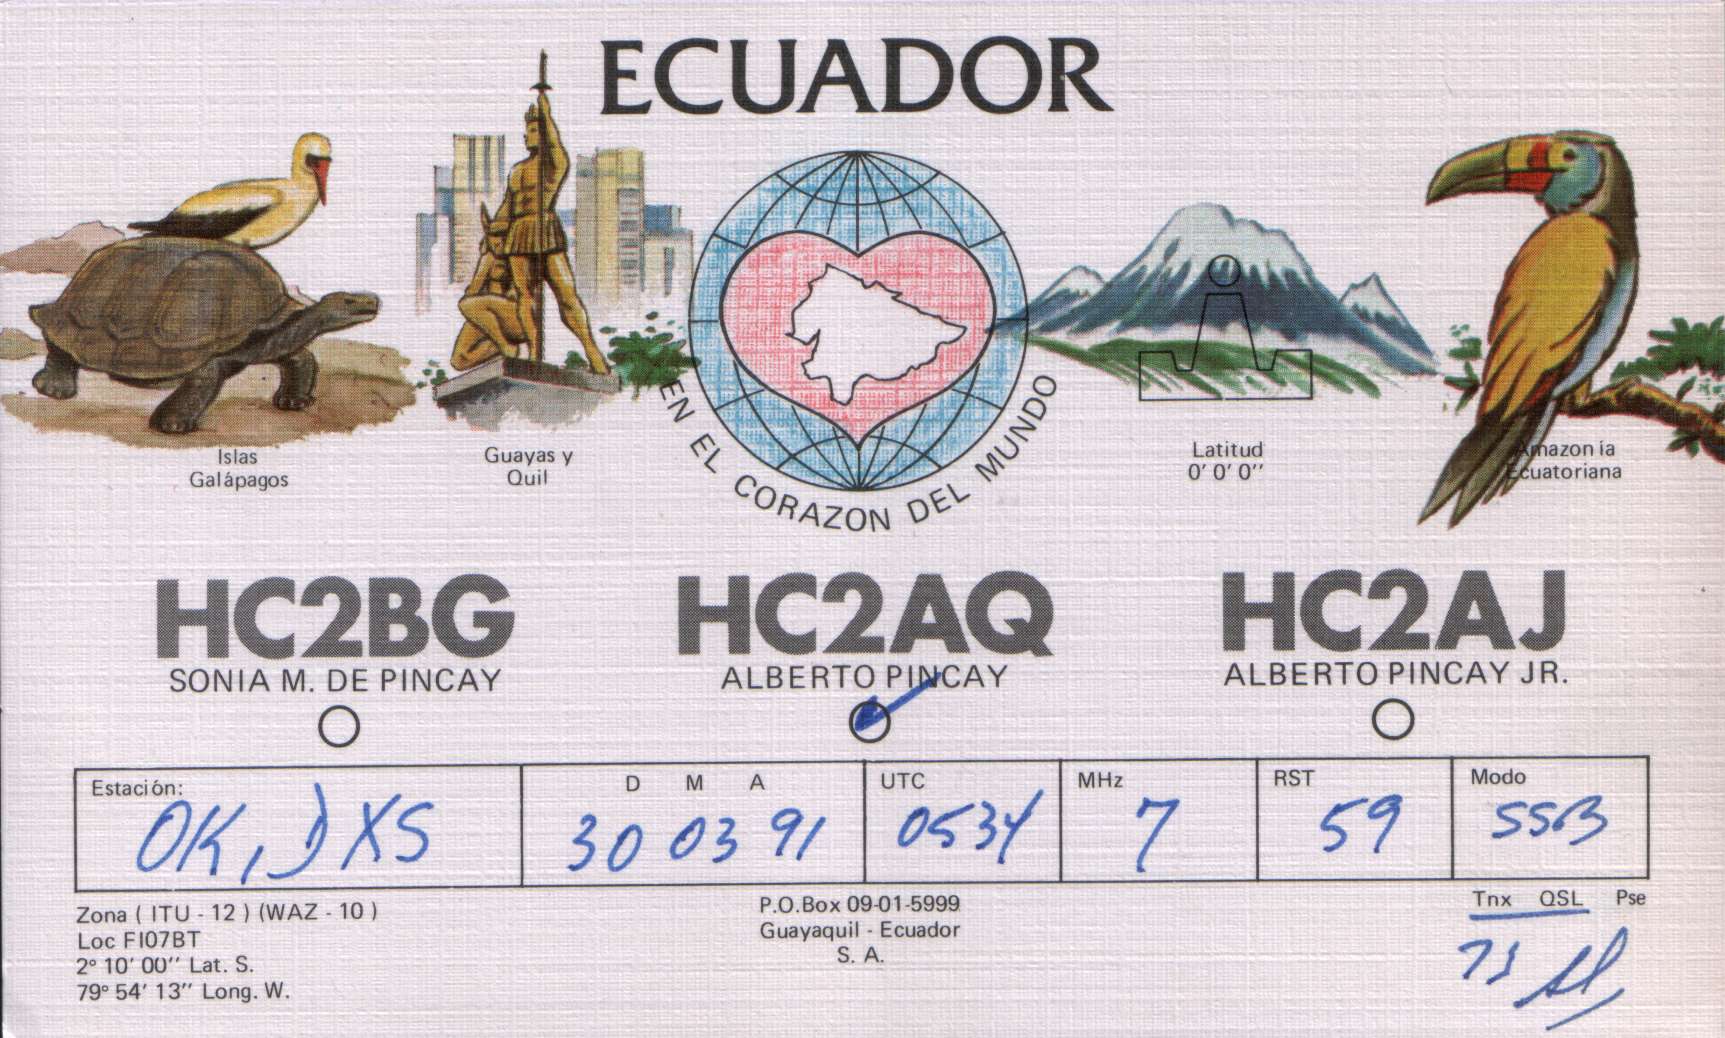 ECUADOR
Islas
Galápagos
Guayas y
Quil
EN EL CORAZON DEL MUNDO
Latitud
0' 0' 0''
Amazonía
Ecuatoriana
HC2BG
SONIA M. DE PINCAY
HC2AQ
ALBERTO PINCAY
HC2AJ
ALBERTO PINCAY JR.
Estación: D M A UTC MHz RST Modo
30 03 91 0534 7 59 SSB
Zona ( ITU - 12 ) (WAZ - 10 )
Loc FI07BT
2° 10' 00'' Lat. S.
79° 54' 13'' Long. W.
P.O.Box 09-01-5999
Guayaquil - Ecuador
S. A.
Tnx QSL Pse
73